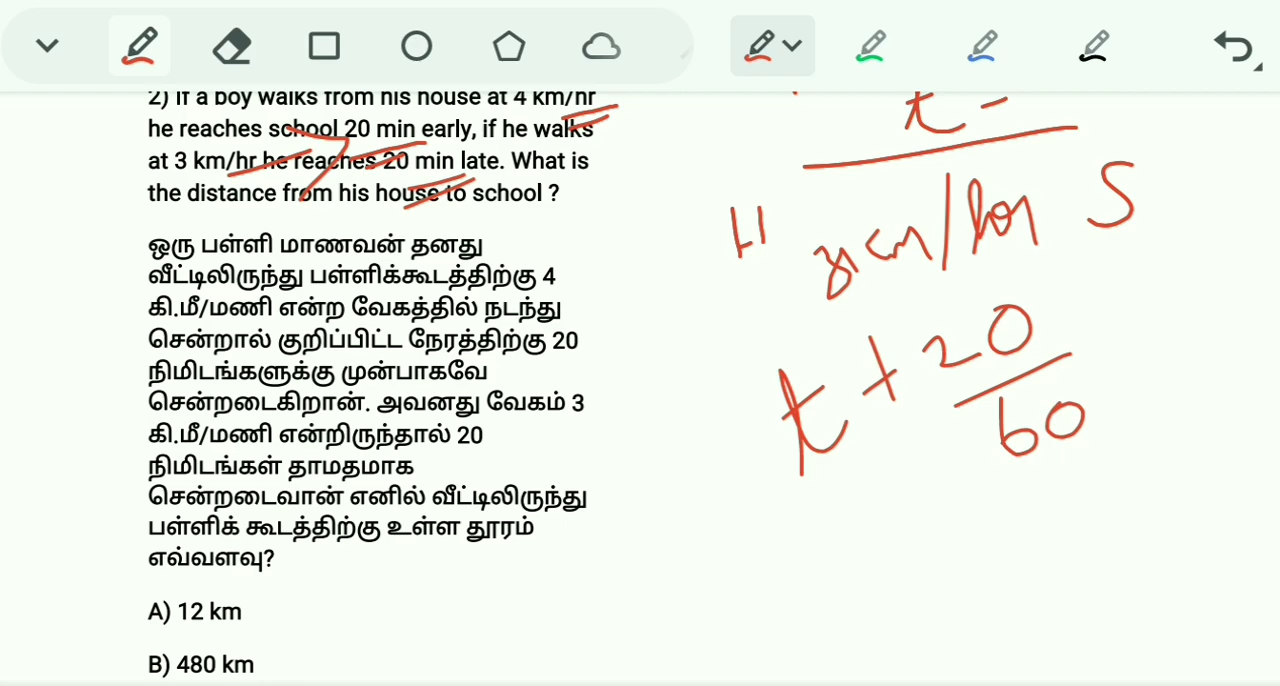 2) If a boy walks from his house at 4 km/hr
he reaches school 20 min early, if he walks
at 3 km/hr he reaches 20 min late. What is
the distance from his house to school ?
ஒரு பள்ளி மாணவன் தனது
வீட்டிலிருந்து பள்ளிக்கூடத்திற்கு 4
கி.மீ/மணி என்ற வேகத்தில் நடந்து
சென்றால் குறிப்பிட்ட நேரத்திற்கு 20
நிமிடங்களுக்கு முன்பாகவே
சென்றடைகிறான். அவனது வேகம் 3
கி.மீ/மணி என்றிருந்தால் 20
நிமிடங்கள் தாமதமாக
சென்றடைவான் எனில் வீட்டிலிருந்து
பள்ளிக் கூடத்திற்கு உள்ள தூரம்
எவ்வளவு?
A) 12 km
B) 480 km
t -
S
t + 20
60